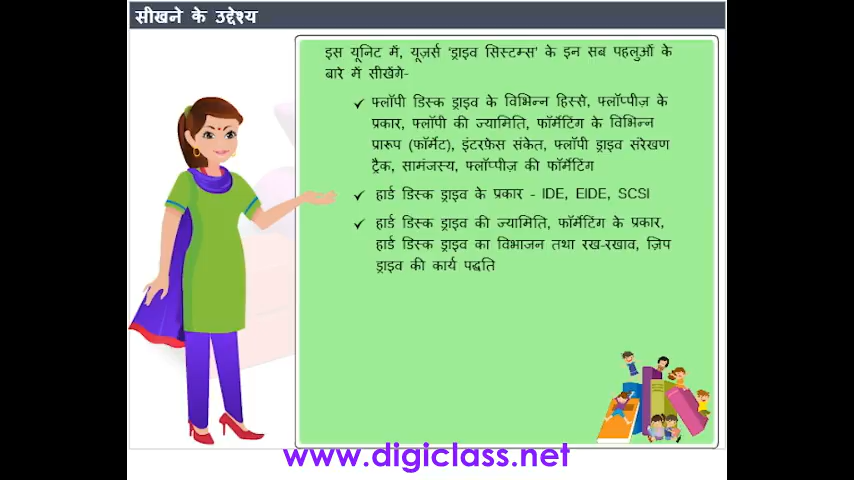 सीखने के उद्देश्य
इस यूनिट में, यूज़र्स 'ड्राइव सिस्टम्स' के इन सब पहलुओं के
बारे में सीखेंगे-
✓ फ्लॉपी डिस्क ड्राइव के विभिन्न हिस्से, फ्लॉप्पीज़ के
प्रकार, फ्लॉपी की ज्यामिति, फॉर्मेटिंग के विभिन्न
प्रारूप (फॉर्मेट), इंटरफ़ेस संकेत, फ्लॉपी ड्राइव संरेखण
ट्रैक, सामंजस्य, फ्लॉप्पीज़ की फॉर्मेटिंग
✓ हार्ड डिस्क ड्राइव के प्रकार - IDE, EIDE, SCSI
✓ हार्ड डिस्क ड्राइव की ज्यामिति, फॉर्मेटिंग के प्रकार,
हार्ड डिस्क ड्राइव का विभाजन तथा रख-रखाव, ज़िप
ड्राइव की कार्य पद्धति
www.digiclass.net